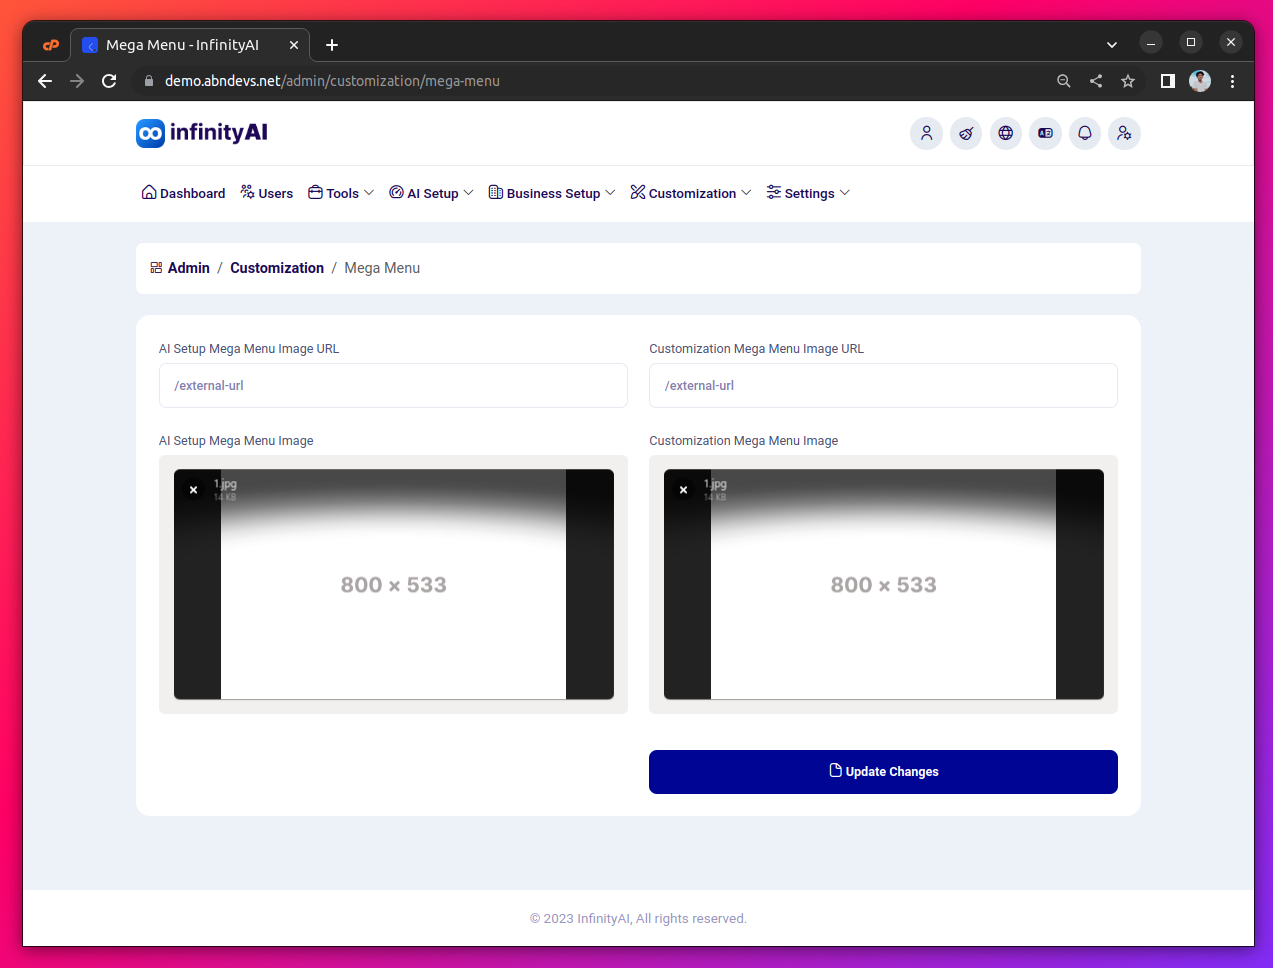 cP Mega Menu - InfinityAI
demo.abndevs.net/admin/customization/mega-menu
infinityAI
Dashboard Users Tools AI Setup Business Setup Customization Settings
Admin / Customization / Mega Menu
AI Setup Mega Menu Image URL
/external-url
Customization Mega Menu Image URL
/external-url
AI Setup Mega Menu Image
1.jpg
14 KB
800 × 533
Customization Mega Menu Image
1.jpg
14 KB
800 × 533
Update Changes
© 2023 InfinityAI, All rights reserved.